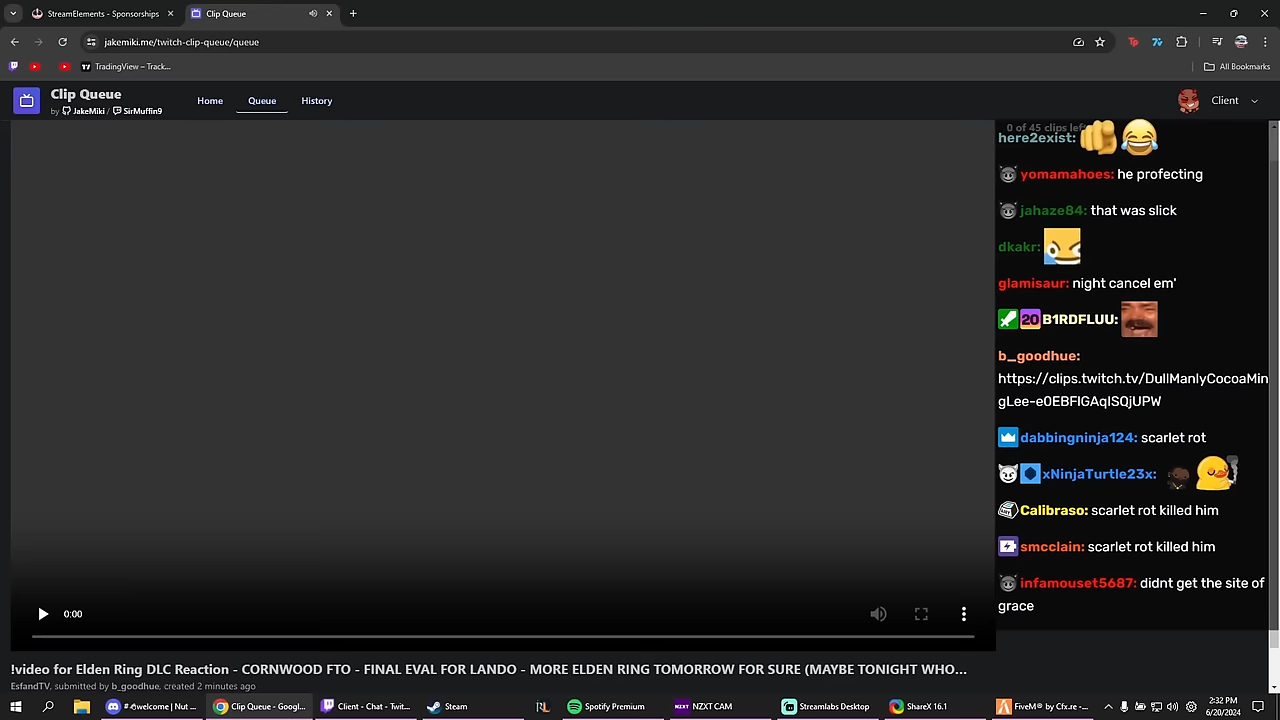 StreamElements - Sponsorships
Clip Queue
jakemiki.me/twitch-clip-queue/queue
TradingView – Track...
All Bookmarks
Clip Queue
by JakeMiki / SirMuffin9
Home
Queue
History
Client
0 of 45 clips lef
here2exist:
yomamahoes: he profecting
jahaze84: that was slick
dkakr:
glamisaur: night cancel em'
20 B1RDFLUU:
b_goodhue:
https://clips.twitch.tv/DullManlyCocoaMin
gLee-e0EBFIGAqISQjUPW
dabbingninja124: scarlet rot
xNinjaTurtle23x:
Calibraso: scarlet rot killed him
smcclain: scarlet rot killed him
infamouset5687: didnt get the site of
grace
0:00
!video for Elden Ring DLC Reaction - CORNWOOD FTO - FINAL EVAL FOR LANDO - MORE ELDEN RING TOMORROW FOR SURE (MAYBE TONIGHT WHO...
EsfandTV, submitted by b_goodhue, created 2 minutes ago
#👋welcome | Nut ...
Clip Queue - Googl...
Client - Chat - Twit...
Steam
Spotify Premium
NZXT NZXT CAM
Streamlabs Desktop
ShareX 16.1
FiveM® by Cfx.re -...
2:32 PM
6/20/2024